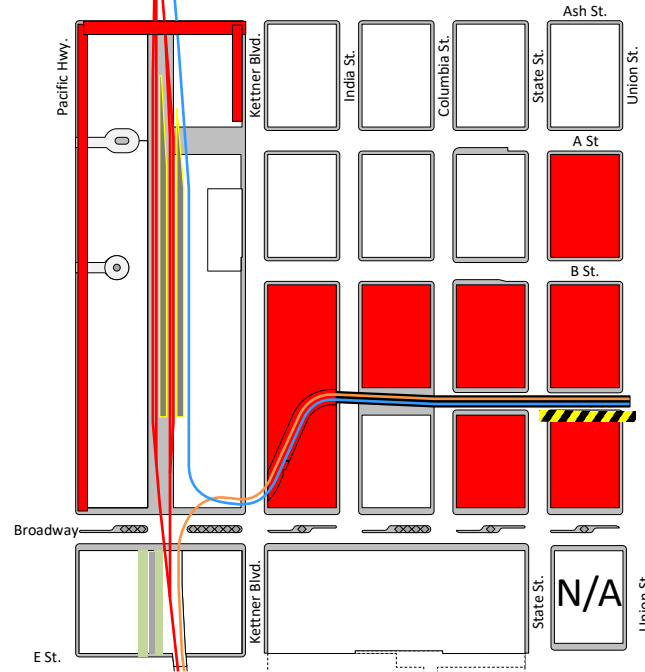 Ash St.
Pacific Hwy.
Kettner Blvd.
India St.
Columbia St.
State St.
Union St.
A St
B St.
Broadway
Kettner Blvd.
State St.
N/A
Union St
E St.